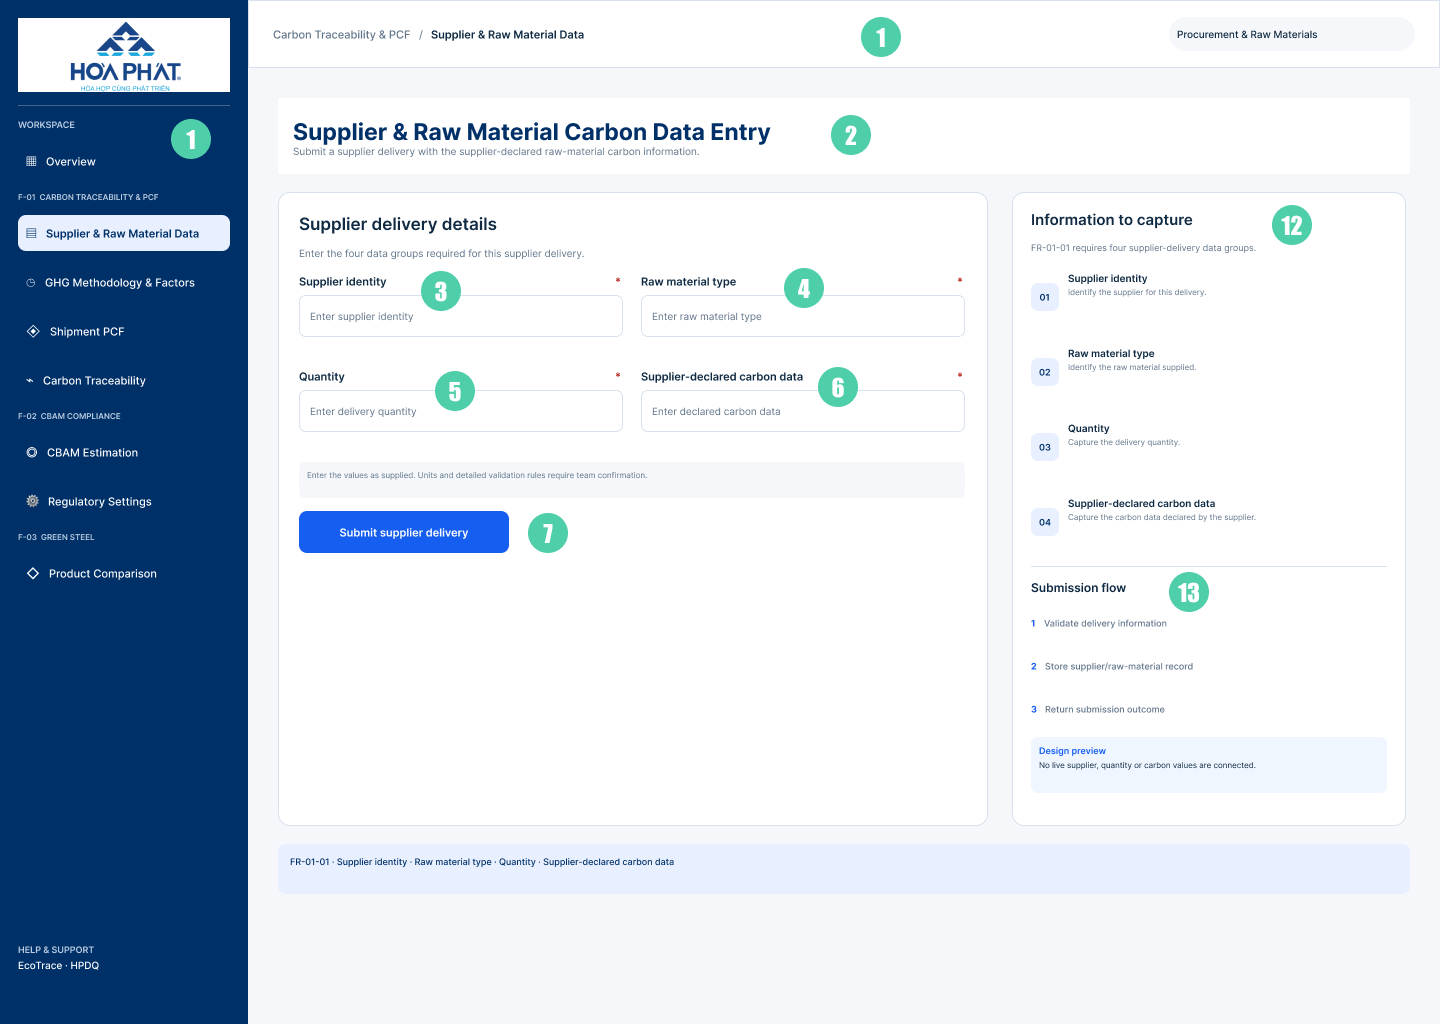 HÒA PHÁT
HÒA HỢP CÙNG PHÁT TRIỂN
WORKSPACE
1
Overview
F-01 CARBON TRACEABILITY & PCF
Supplier & Raw Material Data
GHG Methodology & Factors
Shipment PCF
Carbon Traceability
F-02 CBAM COMPLIANCE
CBAM Estimation
Regulatory Settings
F-03 GREEN STEEL
Product Comparison
HELP & SUPPORT
EcoTrace · HPDQ
Carbon Traceability & PCF / Supplier & Raw Material Data
1
Procurement & Raw Materials
Supplier & Raw Material Carbon Data Entry
2
Submit a supplier delivery with the supplier-declared raw-material carbon information.
Supplier delivery details
Enter the four data groups required for this supplier delivery.
Supplier identity *
3
Enter supplier identity
Raw material type *
4
Enter raw material type
Quantity *
5
Enter delivery quantity
Supplier-declared carbon data *
6
Enter declared carbon data
Enter the values as supplied. Units and detailed validation rules require team confirmation.
Submit supplier delivery
7
Information to capture
12
FR-01-01 requires four supplier-delivery data groups.
01
Supplier identity
Identify the supplier for this delivery.
02
Raw material type
Identify the raw material supplied.
03
Quantity
Capture the delivery quantity.
04
Supplier-declared carbon data
Capture the carbon data declared by the supplier.
Submission flow
13
1 Validate delivery information
2 Store supplier/raw-material record
3 Return submission outcome
Design preview
No live supplier, quantity or carbon values are connected.
FR-01-01 · Supplier identity · Raw material type · Quantity · Supplier-declared carbon data